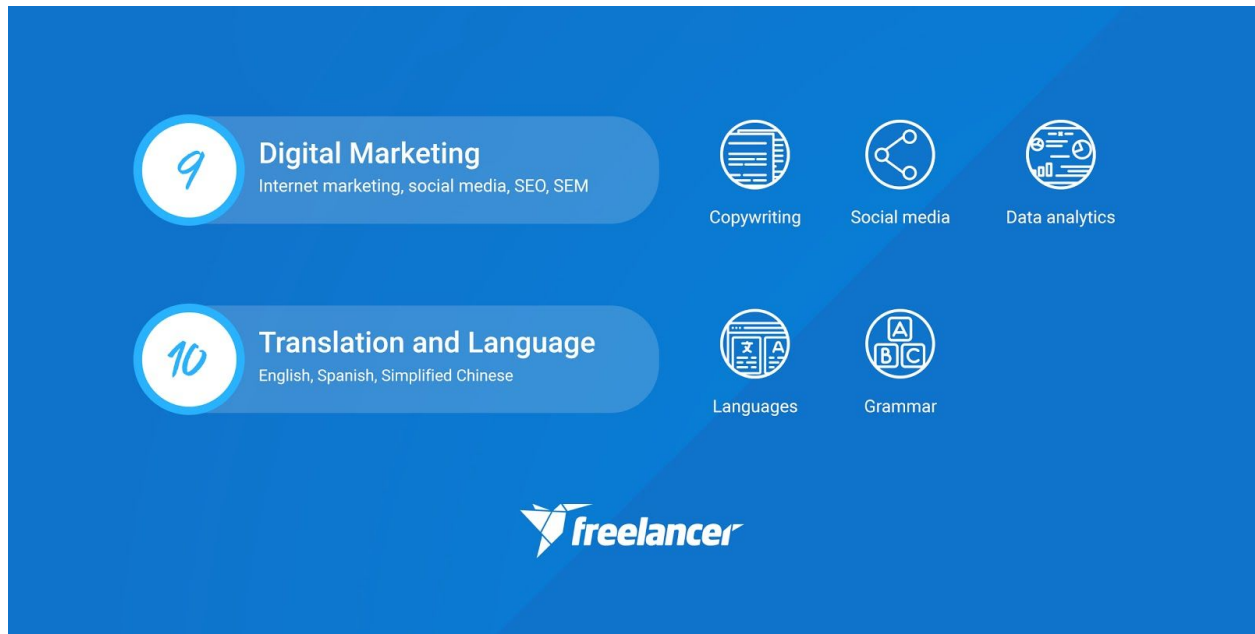 9
Digital Marketing
Internet marketing, social media, SEO, SEM
Copywriting
Social media
Data analytics
10
Translation and Language
English, Spanish, Simplified Chinese
文 A
Languages
A
B C
Grammar
freelancer